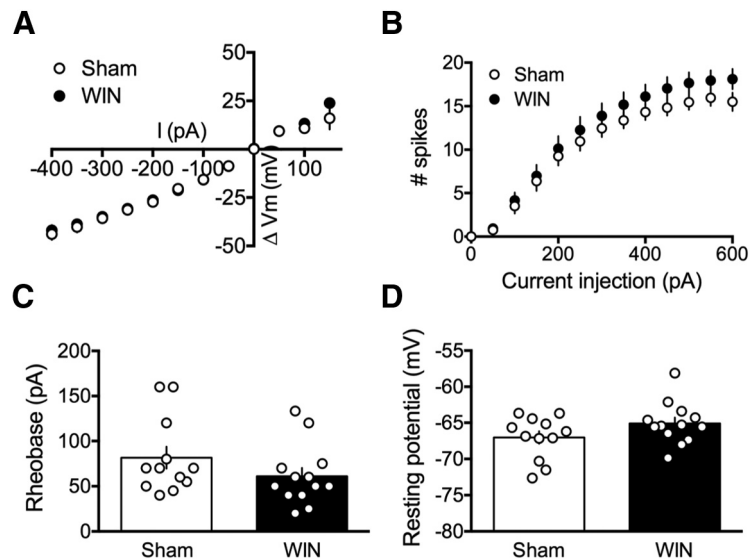 A
50
Sham
WIN
25
I (pA)
-400 -300 -200 -100 100
-25
-50
Δ Vm (mV)
B
20
Sham
WIN
15
10
5
0
# spikes
0 200 400 600
Current injection (pA)
C
200
150
100
50
0
Rheobase (pA)
Sham WIN
D
-55
-60
-65
-70
-75
-80
Resting potential (mV)
Sham WIN